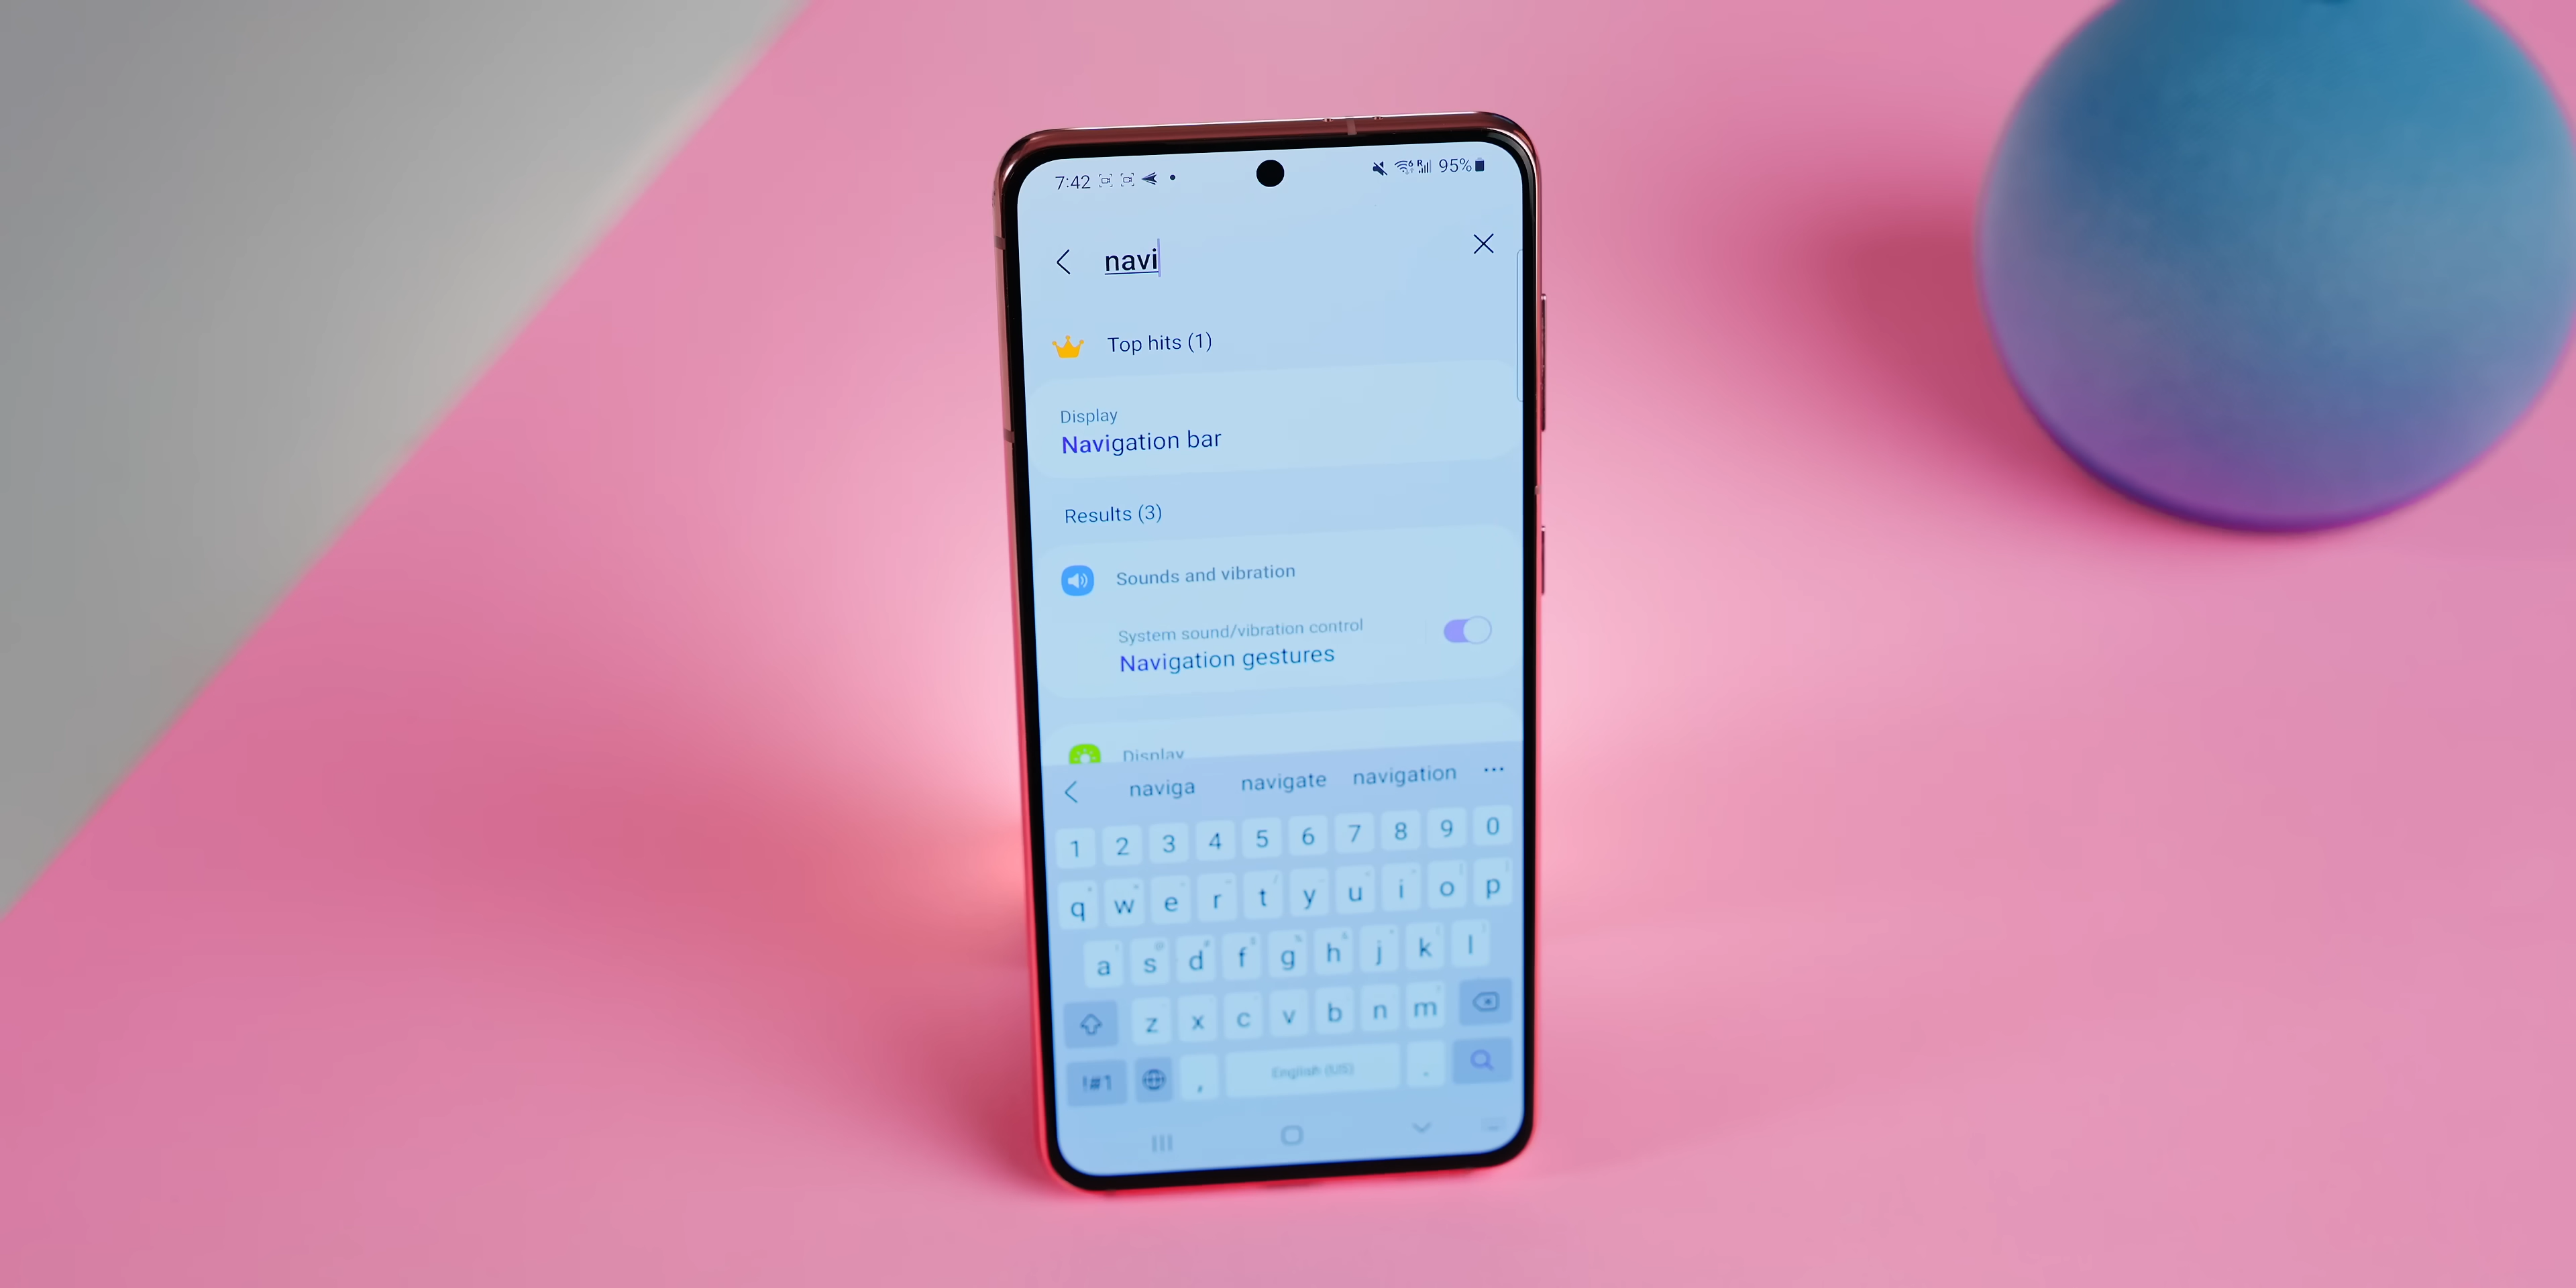 7:42 95%
navi
Top hits (1)
Display
Navigation bar
Results (3)
Sounds and vibration
System sound/vibration control
Navigation gestures
Display
naviga navigate navigation
1 2 3 4 5 6 7 8 9 0
q w e r t y u i o p
a s d f g h j k l
z x c v b n m
!#1 , English (US) .